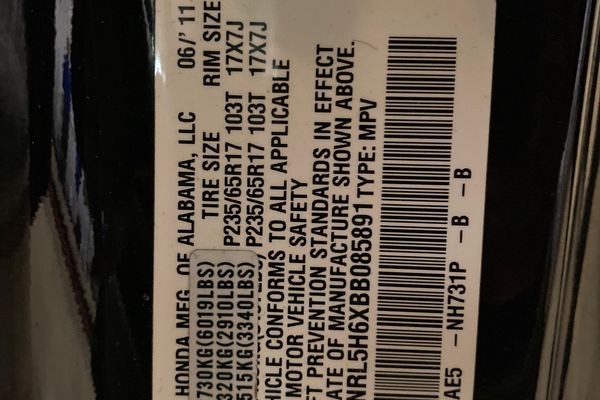 HONDA MFG. OF ALABAMA, LLC 06/'11
TIRE SIZE RIM SIZE
730KG(6019LBS) P235/65R17 103T 17X7J
320KG(2910LBS) P235/65R17 103T 17X7J
515KG(3340LBS)
HICLE CONFORMS TO ALL APPLICABLE
MOTOR VEHICLE SAFETY
FT PREVENTION STANDARDS IN EFFECT
ATE OF MANUFACTURE SHOWN ABOVE.
NRL5H6XBB085891 TYPE: MPV
AE5 -NH731P -B -B